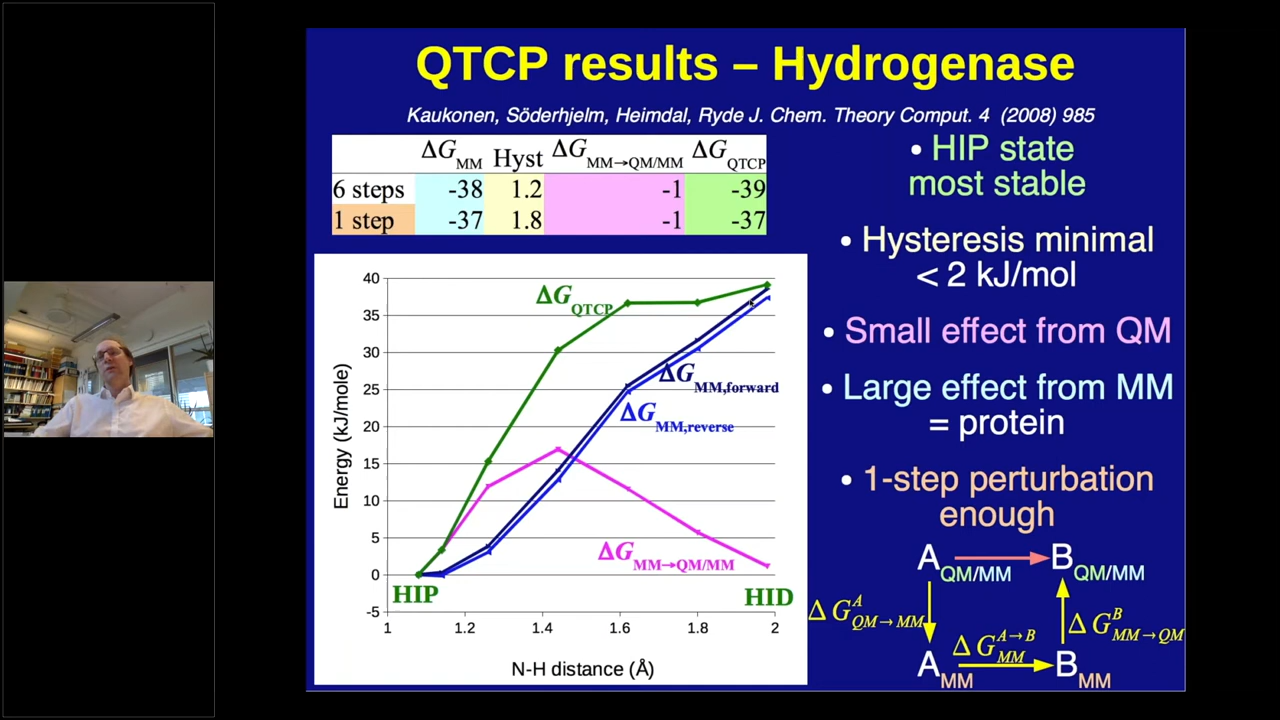 QTCP results – Hydrogenase
Kaukonen, Söderhjelm, Heimdal, Ryde J. Chem. Theory Comput. 4 (2008) 985
ΔG_MM Hyst ΔG_MM→QM/MM ΔG_QTCP
6 steps -38 1.2 -1 -39
1 step -37 1.8 -1 -37
• HIP state
most stable
• Hysteresis minimal
< 2 kJ/mol
• Small effect from QM
• Large effect from MM
= protein
• 1-step perturbation
enough
40
35
30
25
20
15
10
5
0
-5
Energy (kJ/mole)
ΔG_QTCP
ΔG_MM,forward
ΔG_MM,reverse
ΔG_MM→QM/MM
HIP
HID
1 1.2 1.4 1.6 1.8 2
N-H distance (Å)
A_QM/MM B_QM/MM
ΔG^A_QM→MM
ΔG^B_MM→QM
ΔG^A→B_MM
A_MM B_MM